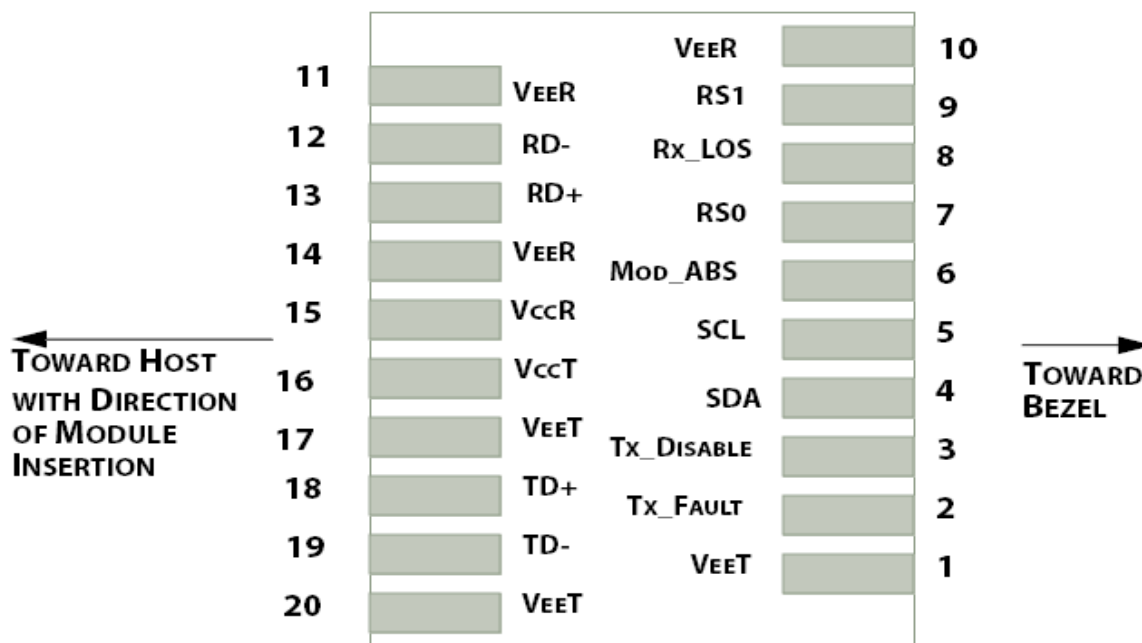 11 VEER
12 RD-
13 RD+
14 VEER
15 VCCR
16 VCCT
17 VEET
18 TD+
19 TD-
20 VEET
VEER 10
RS1 9
RX_LOS 8
RS0 7
MOD_ABS 6
SCL 5
SDA 4
TX_DISABLE 3
TX_FAULT 2
VEET 1
TOWARD HOST
WITH DIRECTION
OF MODULE
INSERTION
TOWARD
BEZEL